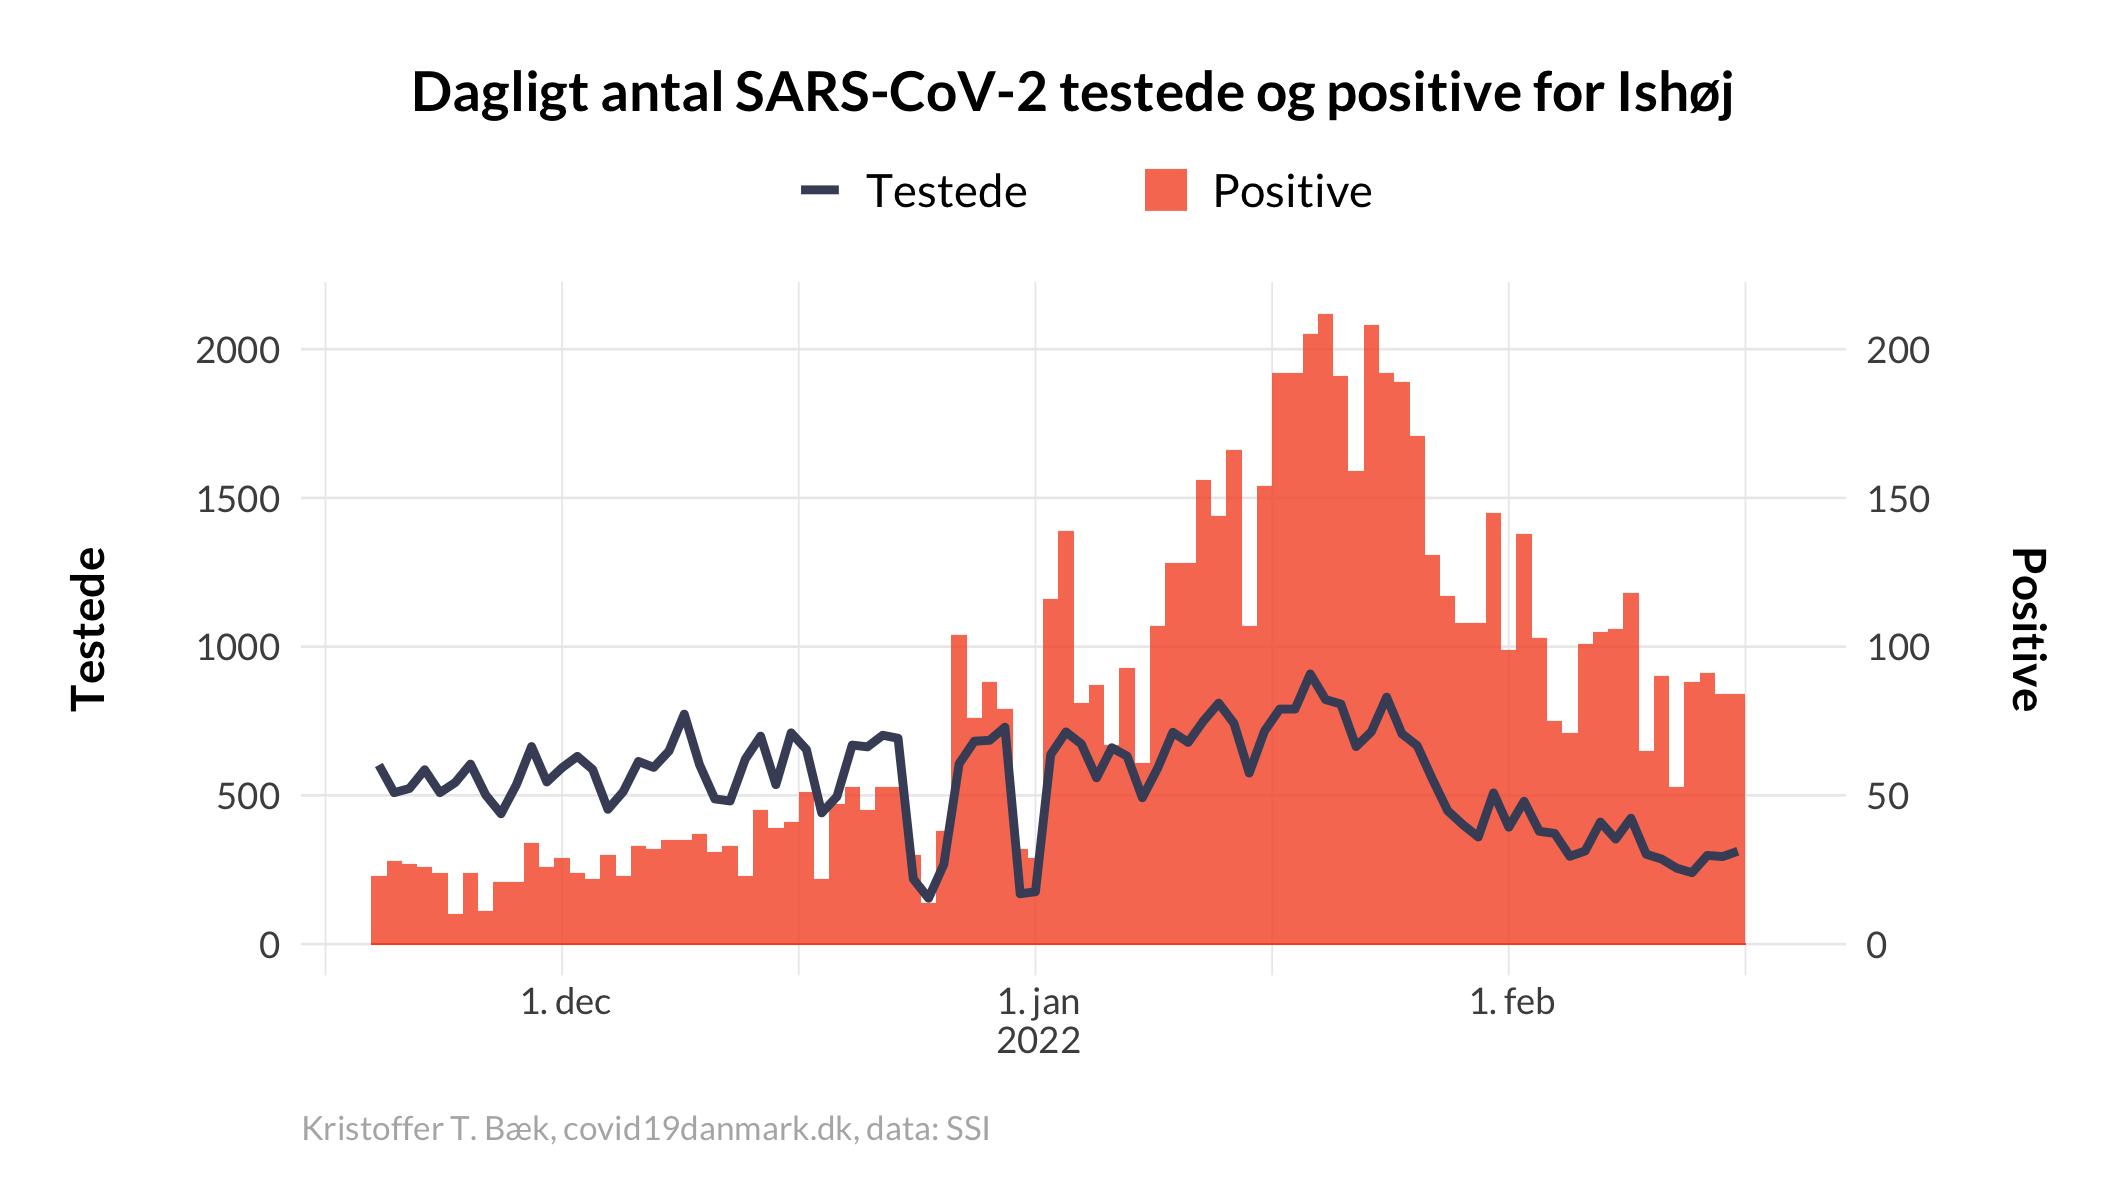 Dagligt antal SARS-CoV-2 testede og positive for Ishøj
Testede
Positive
2000
1500
1000
500
0
200
150
100
50
0
Testede
Positive
1. dec
1. jan
2022
1. feb
Kristoffer T. Bæk, covid19danmark.dk, data: SSI